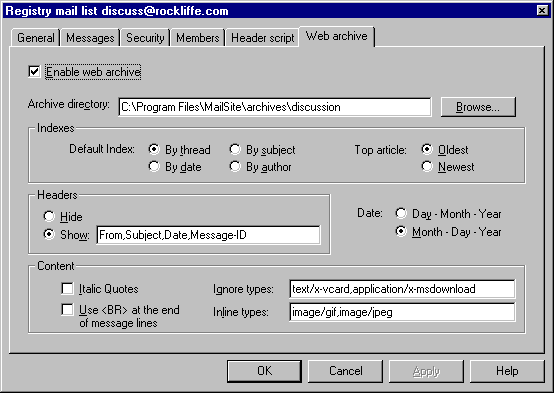 Registry mail list discuss@rockliffe.com
General Messages Security Members Header script Web archive
Enable web archive
Archive directory: C:\Program Files\MailSite\archives\discussion Browse...
Indexes
Default Index: By thread By subject Top article: Oldest
By date By author Newest
Headers
Hide Date: Day - Month - Year
Show: From,Subject,Date,Message-ID Month - Day - Year
Content
Italic Quotes Ignore types: text/x-vcard,application/x-msdownload
Use <BR> at the end Inline types: image/gif,image/jpeg
of message lines
OK Cancel Apply Help